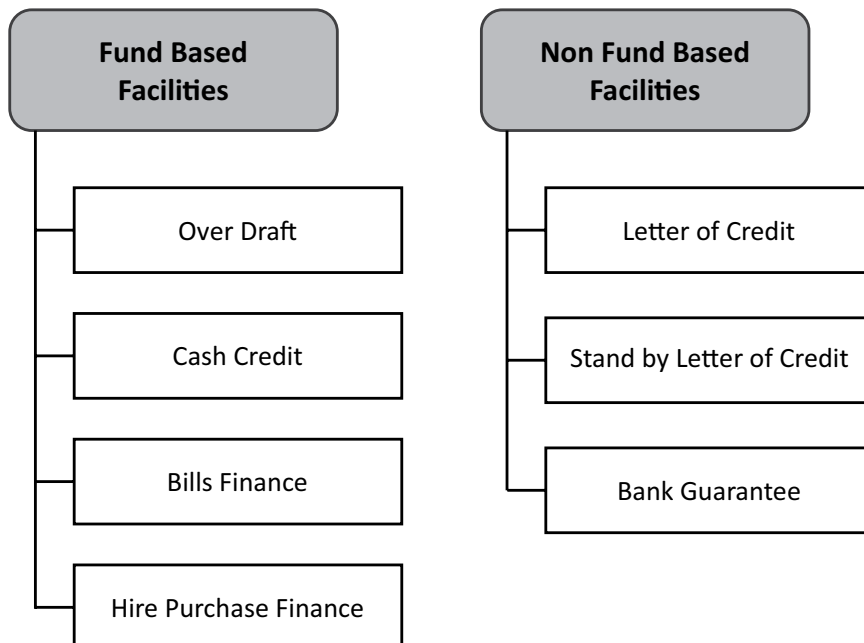 Fund Based
Facilities
Over Draft
Cash Credit
Bills Finance
Hire Purchase Finance
Non Fund Based
Facilities
Letter of Credit
Stand by Letter of Credit
Bank Guarantee